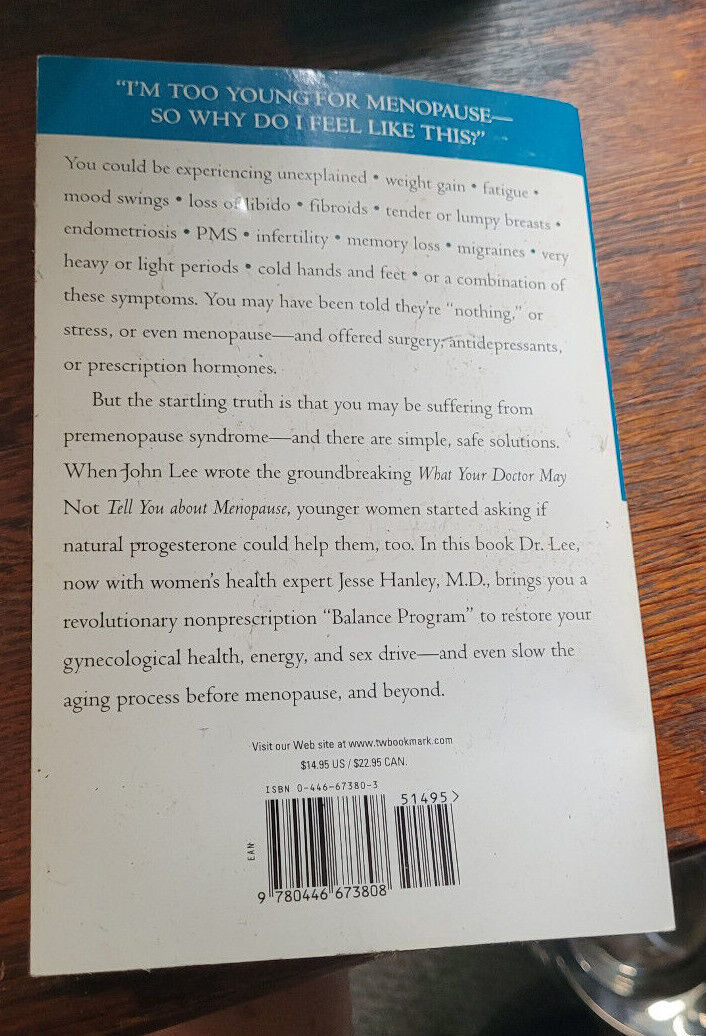 "I'M TOO YOUNG FOR MENOPAUSE—
SO WHY DO I FEEL LIKE THIS?"
You could be experiencing unexplained • weight gain • fatigue •
mood swings • loss of libido • fibroids • tender or lumpy breasts •
endometriosis • PMS • infertility • memory loss • migraines • very
heavy or light periods • cold hands and feet • or a combination of
these symptoms. You may have been told they're "nothing," or
stress, or even menopause—and offered surgery, antidepressants,
or prescription hormones.
But the startling truth is that you may be suffering from
premenopause syndrome—and there are simple, safe solutions.
When John Lee wrote the groundbreaking What Your Doctor May
Not Tell You about Menopause, younger women started asking if
natural progesterone could help them, too. In this book Dr. Lee,
now with women's health expert Jesse Hanley, M.D., brings you a
revolutionary nonprescription "Balance Program" to restore your
gynecological health, energy, and sex drive—and even slow the
aging process before menopause, and beyond.
Visit our Web site at www.twbookmark.com
$14.95 US / $22.95 CAN.
ISBN 0-446-67380-3
51495>
EAN
9 780446 673808